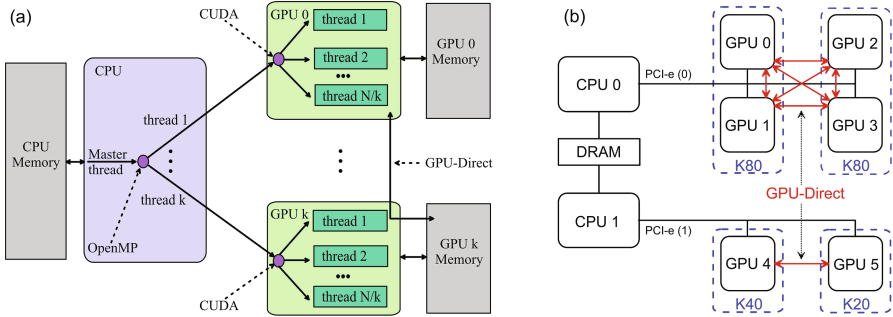 (a)
CUDA
GPU 0
thread 1
thread 2
•••
thread N/k
GPU 0
Memory
CPU
CPU
Memory
Master
thread
thread 1
thread k
OpenMP
GPU-Direct
GPU k
thread 1
thread 2
•••
thread N/k
GPU k
Memory
CUDA
(b)
GPU 0
GPU 2
CPU 0
PCI-e (0)
GPU 1
GPU 3
K80
K80
DRAM
GPU-Direct
CPU 1
PCI-e (1)
GPU 4
GPU 5
K40
K20